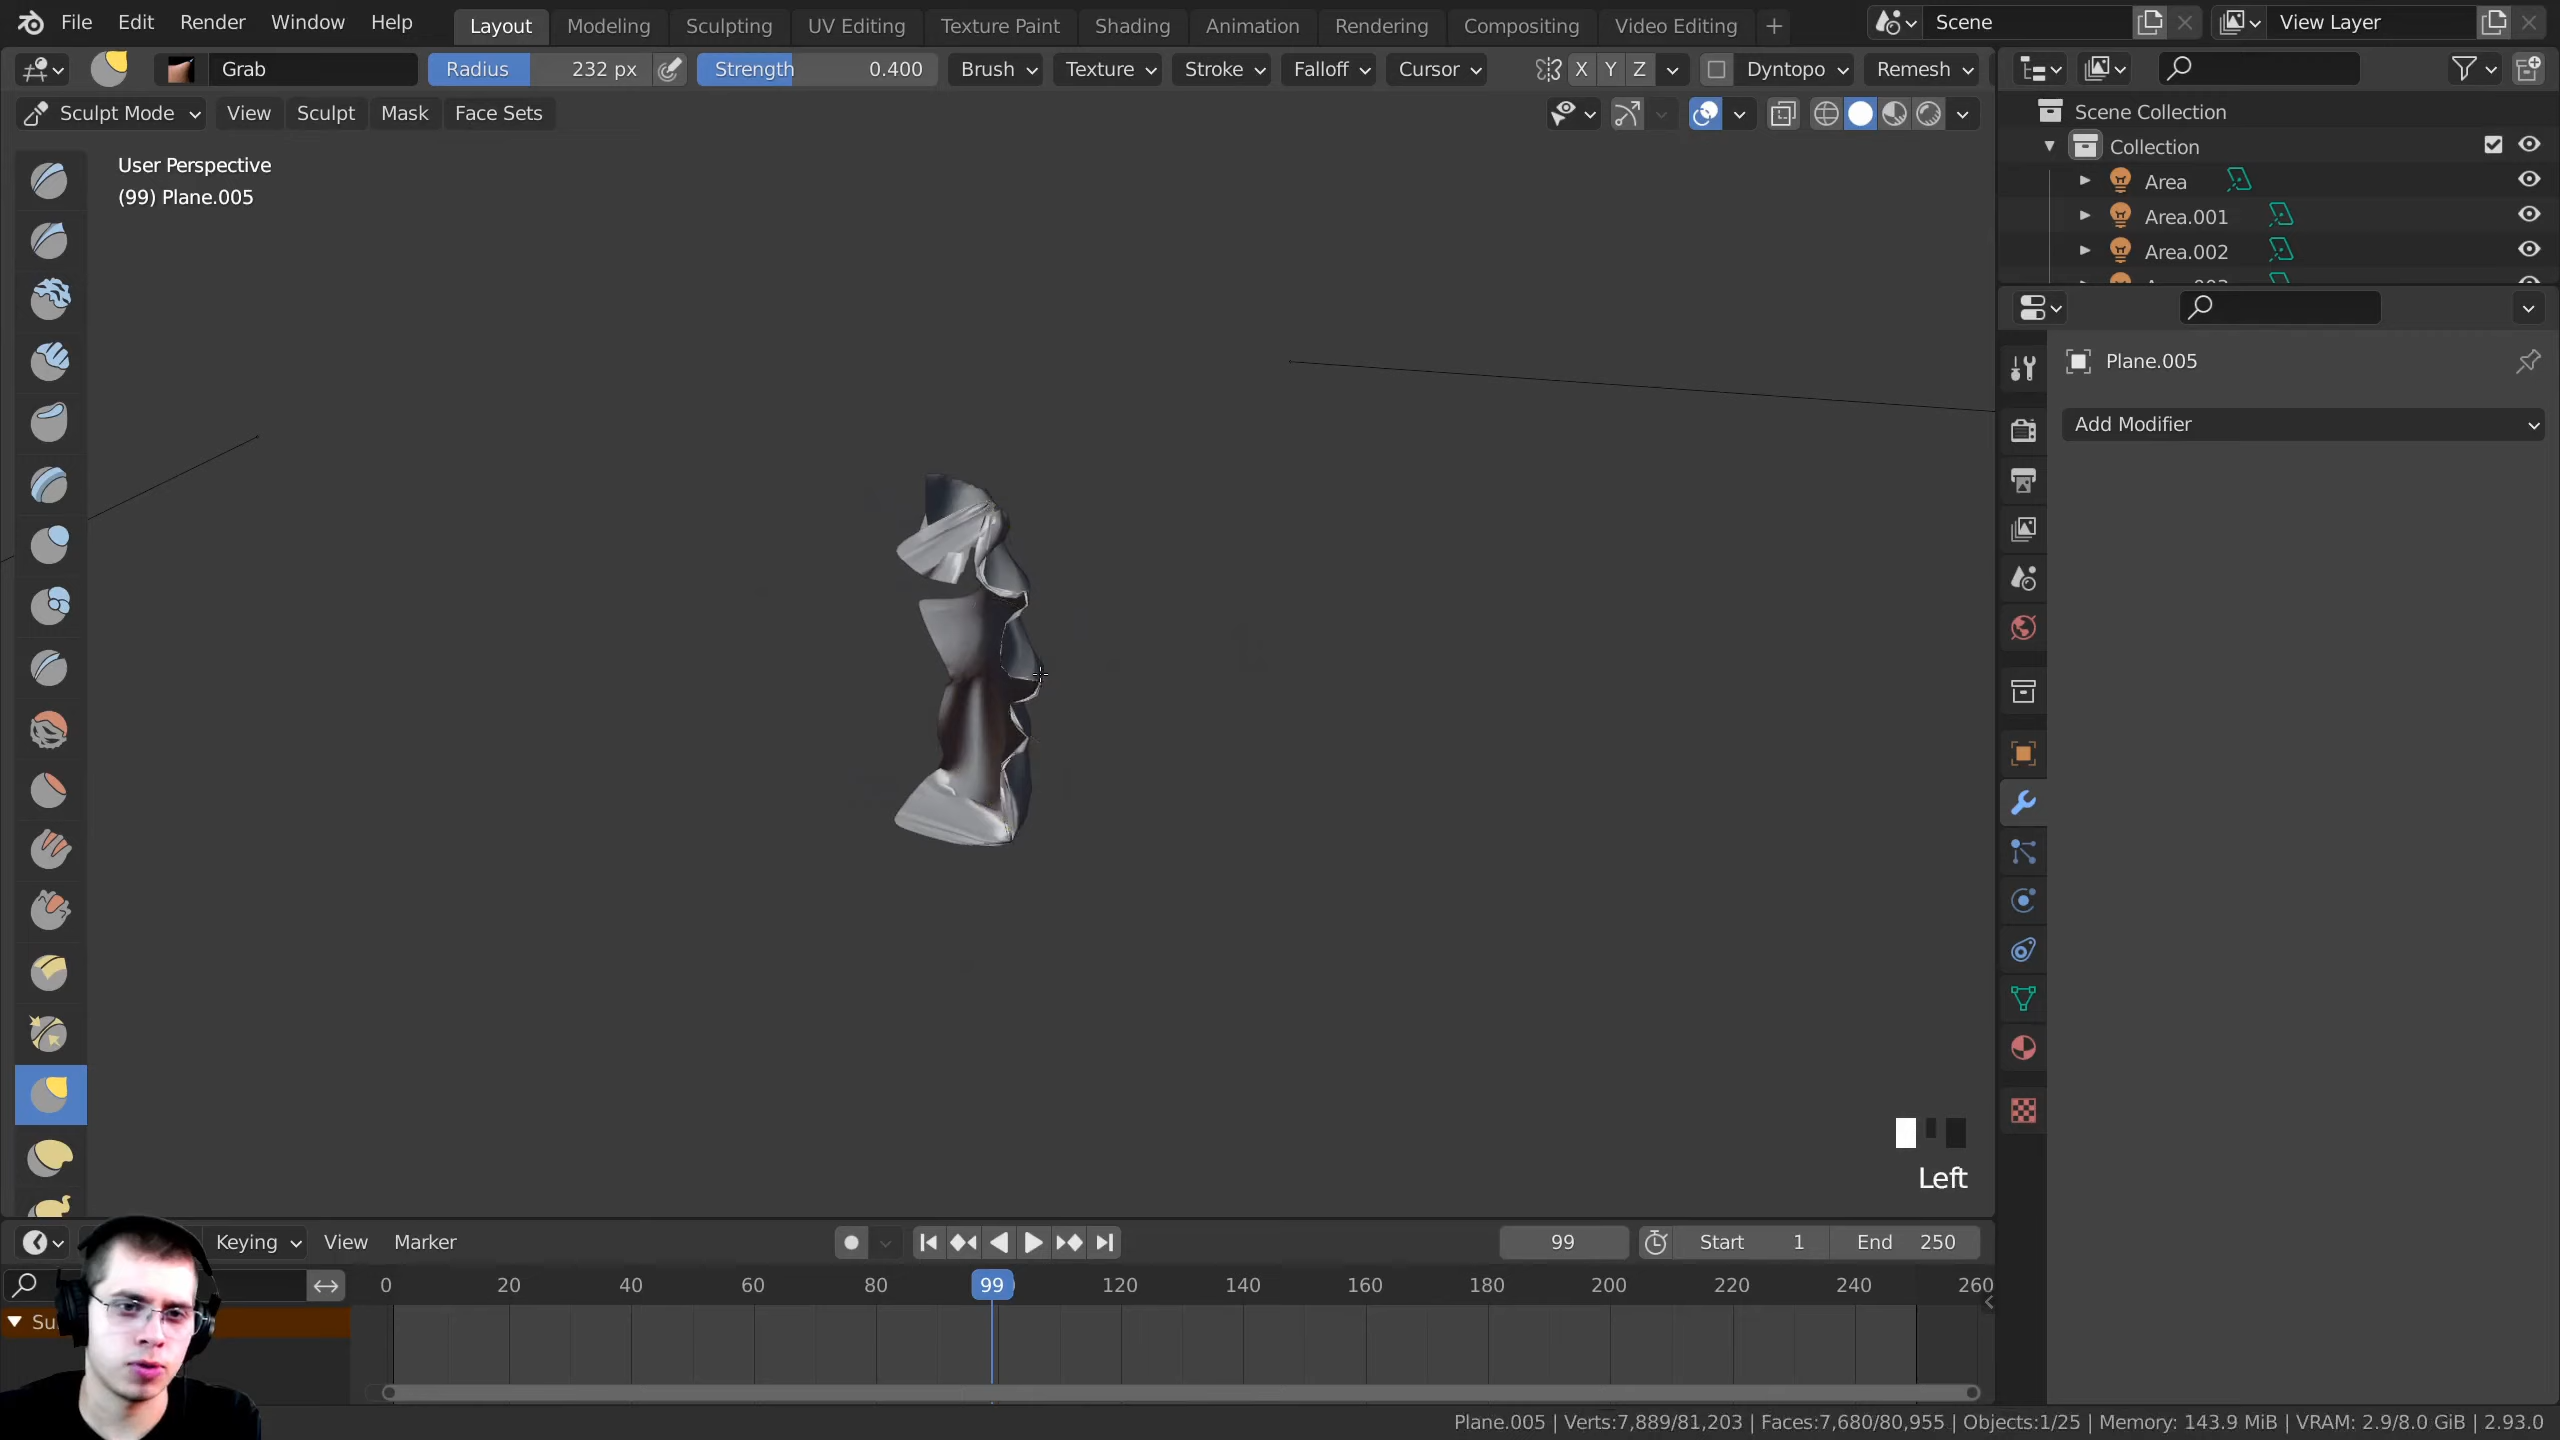 File Edit Render Window Help Layout Modeling Sculpting UV Editing Texture Paint Shading Animation Rendering Compositing Video Editing + Scene View Layer
Grab Radius 232 px Strength 0.400 Brush Texture Stroke Falloff Cursor X Y Z Dyntopo Remesh
Sculpt Mode View Sculpt Mask Face Sets
User Perspective
(99) Plane.005
Scene Collection
Collection
Area
Area.001
Area.002
Plane.005
Add Modifier
Left
Keying View Marker 99 Start 1 End 250
0 20 40 60 80 99 120 140 160 180 200 220 240 260
Su
Plane.005 | Verts:7,889/81,203 | Faces:7,680/80,955 | Objects:1/25 | Memory: 143.9 MiB | VRAM: 2.9/8.0 GiB | 2.93.0